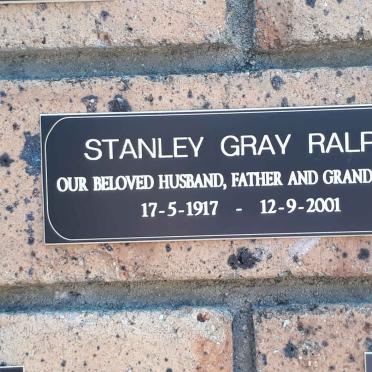 STANLEY GRAY RALP
OUR BELOVED HUSBAND, FATHER AND GRAND
17-5-1917 - 12-9-2001